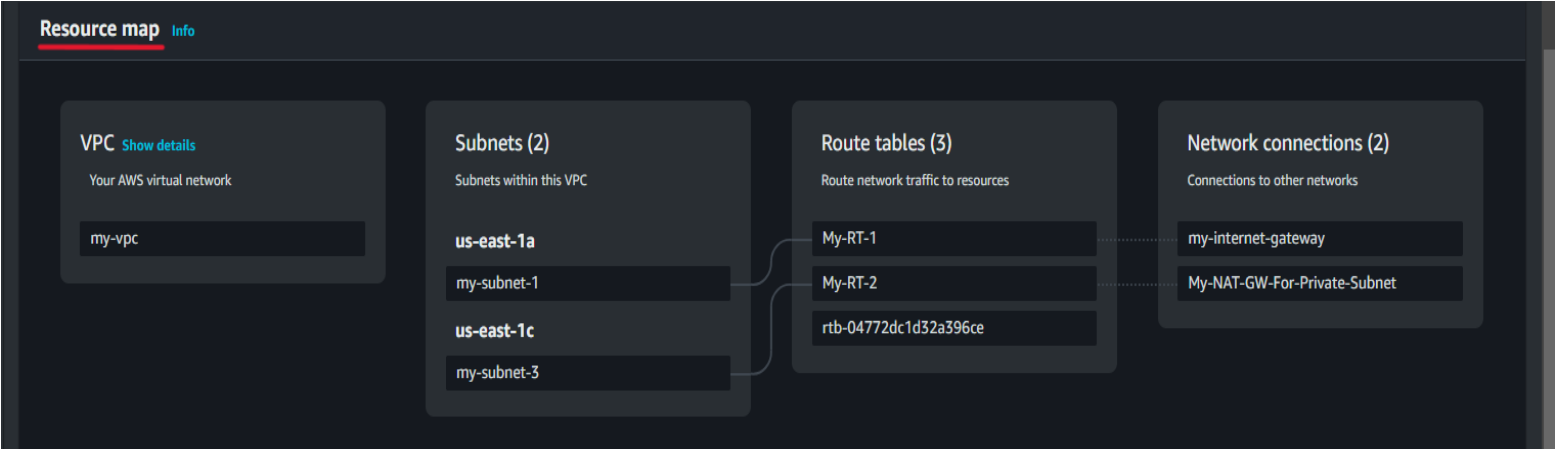 Resource map Info
VPC Show details
Your AWS virtual network
my-vpc
Subnets (2)
Subnets within this VPC
us-east-1a
my-subnet-1
us-east-1c
my-subnet-3
Route tables (3)
Route network traffic to resources
My-RT-1
My-RT-2
rtb-04772dc1d32a396ce
Network connections (2)
Connections to other networks
my-internet-gateway
My-NAT-GW-For-Private-Subnet